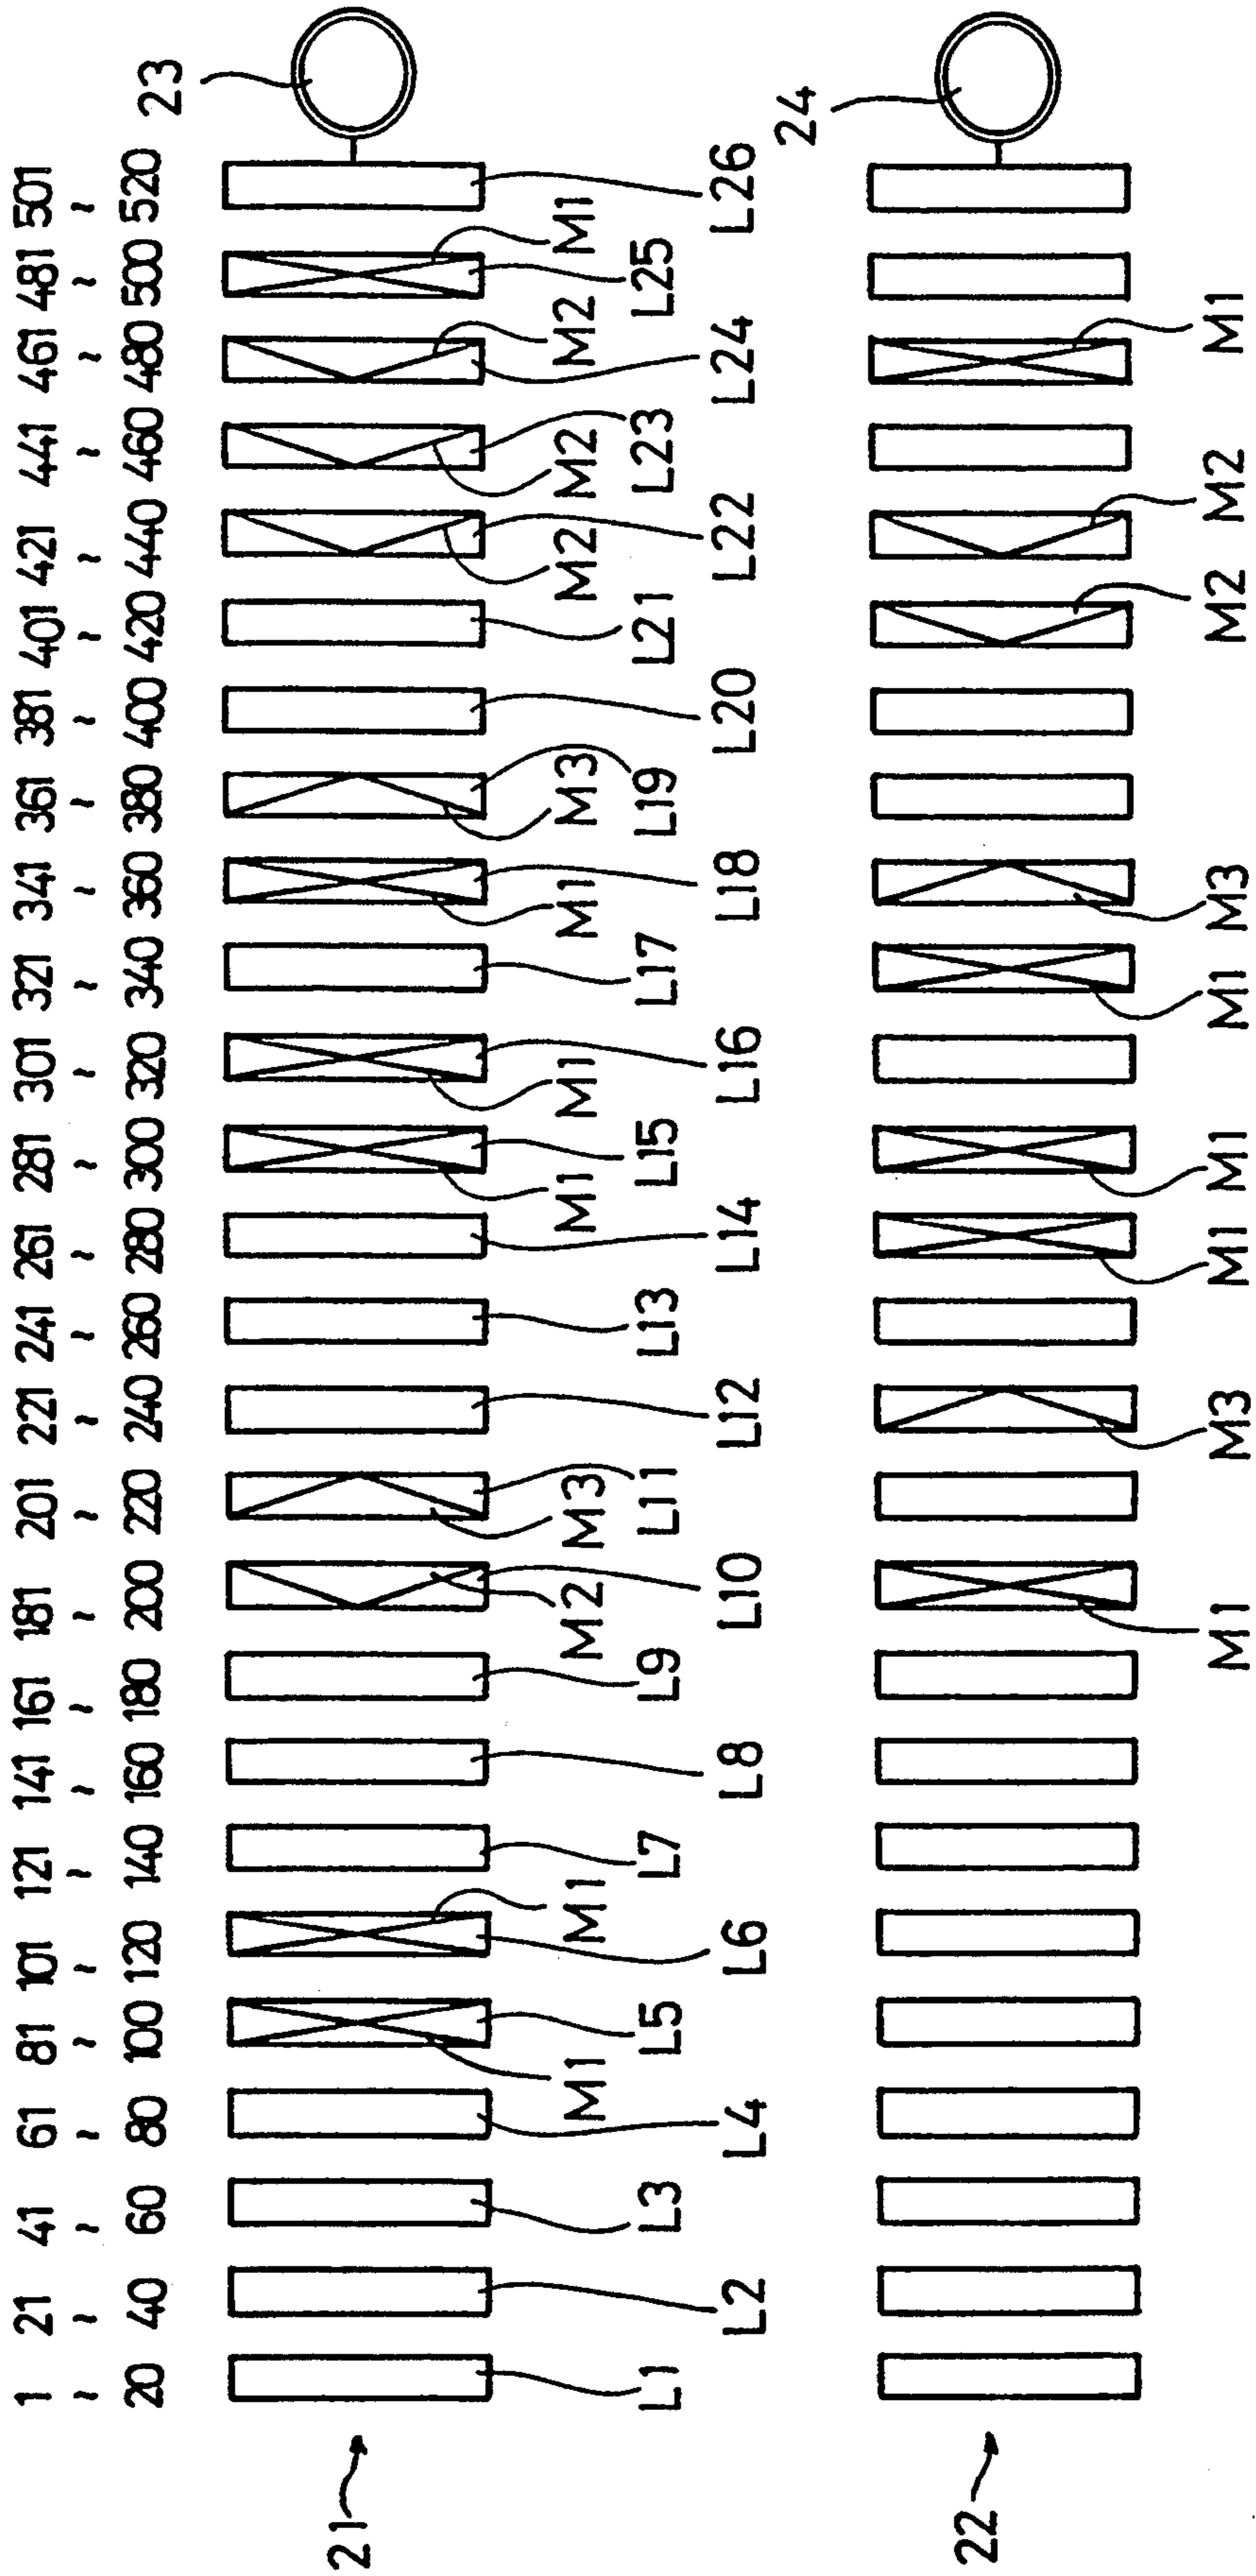 1 21 41 61 81 101 121 141 161 181 201 221 241 261 281 301 321 341 361 381 401 421 441 461 481 501
~ ~ ~ ~ ~ ~ ~ ~ ~ ~ ~ ~ ~ ~ ~ ~ ~ ~ ~ ~ ~ ~ ~ ~ ~ ~
20 40 60 80 100 120 140 160 180 200 220 240 260 280 300 320 340 360 380 400 420 440 460 480 500 520
23
21
M1 M1 M2 M3 M1 M1 M1 M3 M2 M2 M2 M1
L1 L3 L5 L7 L9 L11 L13 L15 L17 L19 L21 L23 L25
L2 L4 L6 L8 L10 L12 L14 L16 L18 L20 L22 L24 L26
24
22
M1 M3 M1 M1 M1 M3 M2 M2 M1